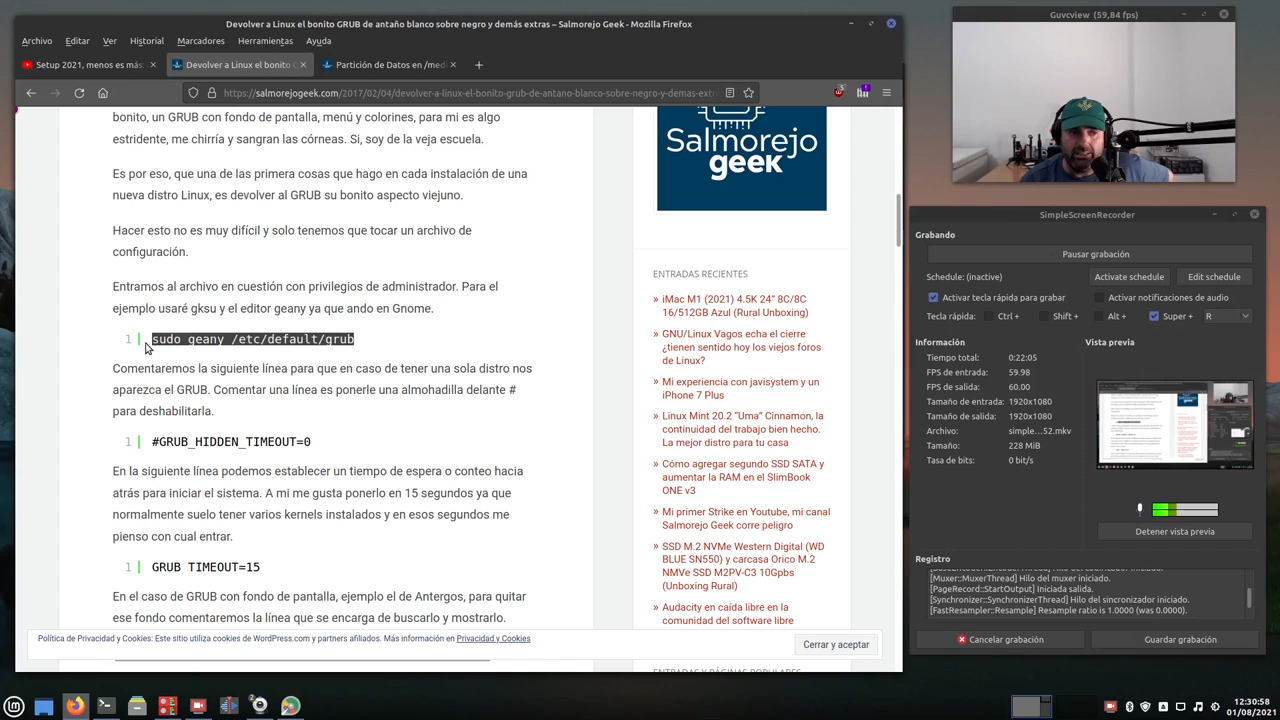 Devolver a Linux el bonito GRUB de antaño blanco sobre negro y demás extras – Salmorejo Geek - Mozilla Firefox
Archivo Editar Ver Historial Marcadores Herramientas Ayuda
Setup 2021, menos es más:
Devolver a Linux el bonito G
Partición de Datos en /med
https://salmorejogeek.com/2017/02/04/devolver-a-linux-el-bonito-grub-de-antano-blanco-sobre-negro-y-demas-extr
bonito, un GRUB con fondo de pantalla, menú y colorines, para mi es algo
estridente, me chirría y sangran las córneas. Si, soy de la veja escuela.
Es por eso, que una de las primera cosas que hago en cada instalación de una
nueva distro Linux, es devolver al GRUB su bonito aspecto viejuno.
Hacer esto no es muy difícil y solo tenemos que tocar un archivo de
configuración.
Entramos al archivo en cuestión con privilegios de administrador. Para el
ejemplo usaré gksu y el editor geany ya que ando en Gnome.
1 sudo geany /etc/default/grub
Comentaremos la siguiente línea para que en caso de tener una sola distro nos
aparezca el GRUB. Comentar una línea es ponerle una almohadilla delante #
para deshabilitarla.
1 #GRUB_HIDDEN_TIMEOUT=0
En la siguiente línea podemos establecer un tiempo de espera o conteo hacia
atrás para iniciar el sistema. A mi me gusta ponerlo en 15 segundos ya que
normalmente suelo tener varios kernels instalados y en esos segundos me
pienso con cual entrar.
1 GRUB_TIMEOUT=15
En el caso de GRUB con fondo de pantalla, ejemplo el de Antergos, para quitar
ese fondo comentaremos la línea que se encarga de buscarlo y mostrarlo.
Salmorejo
geek
ENTRADAS RECIENTES
» iMac M1 (2021) 4.5K 24” 8C/8C
16/512GB Azul (Rural Unboxing)
» GNU/Linux Vagos echa el cierre
¿tienen sentido hoy los viejos foros
de Linux?
» Mi experiencia con javisystem y un
iPhone 7 Plus
» Linux Mint 20.2 “Uma” Cinnamon, la
continuidad del trabajo bien hecho.
La mejor distro para tu casa
» Cómo agregar segundo SSD SATA y
aumentar la RAM en el SlimBook
ONE v3
» Mi primer Strike en Youtube, mi canal
Salmorejo Geek corre peligro
» SSD M.2 NVMe Western Digital (WD
BLUE SN550) y carcasa Orico M.2
NVMe SSD M2PV-C3 10Gpbs
(Unboxing Rural)
» Audacity en caída libre en la
comunidad del software libre
ENTRADAS Y PÁGINAS POPULARES
Política de Privacidad y Cookies: Este sitio utiliza cookies de WordPress.com y partners afiliados. Más información en Privacidad y Cookies
Cerrar y aceptar
Guvcview (59,84 fps)
SimpleScreenRecorder
Grabando
Pausar grabación
Schedule: (inactive) Activate schedule Edit schedule
Activar tecla rápida para grabar Activar notificaciones de audio
Tecla rápida: Ctrl + Shift + Alt + Super + R
Información
Tiempo total: 0:22:05
FPS de entrada: 59.98
FPS de salida: 60.00
Tamaño de entrada: 1920x1080
Tamaño de salida: 1920x1080
Archivo: simple...52.mkv
Tamaño: 228 MiB
Tasa de bits: 0 bit/s
Vista previa
Detener vista previa
Registro
[Muxer::MuxerThread] Hilo del muxer iniciado.
[PageRecord::StartOutput] Iniciada salida.
[Synchronizer::SynchronizerThread] Hilo del sincronizador iniciado.
[FastResampler::Resample] Resample ratio is 1.0000 (was 0.0000).
Cancelar grabación Guardar grabación
12:30:58
01/08/2021